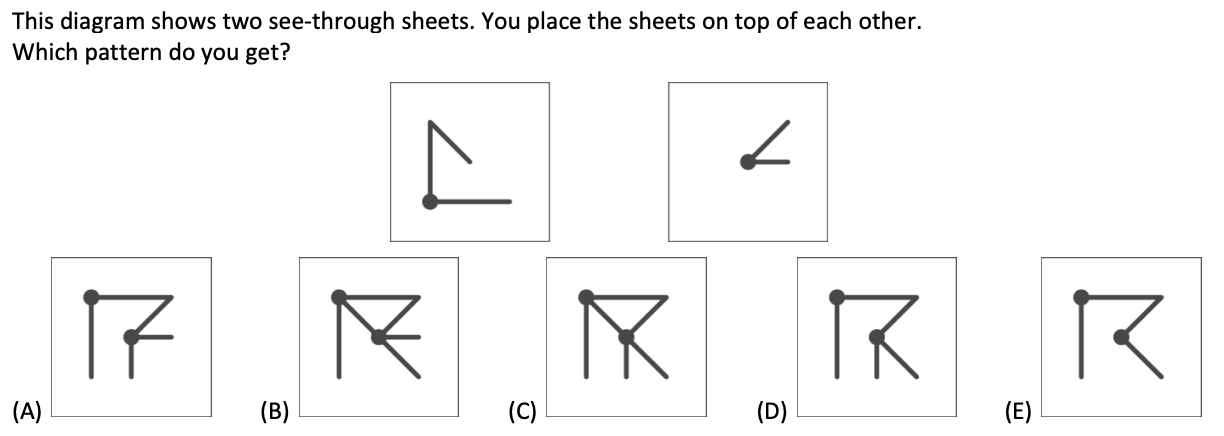 This diagram shows two see-through sheets. You place the sheets on top of each other.
Which pattern do you get?
(A) (B) (C) (D) (E)